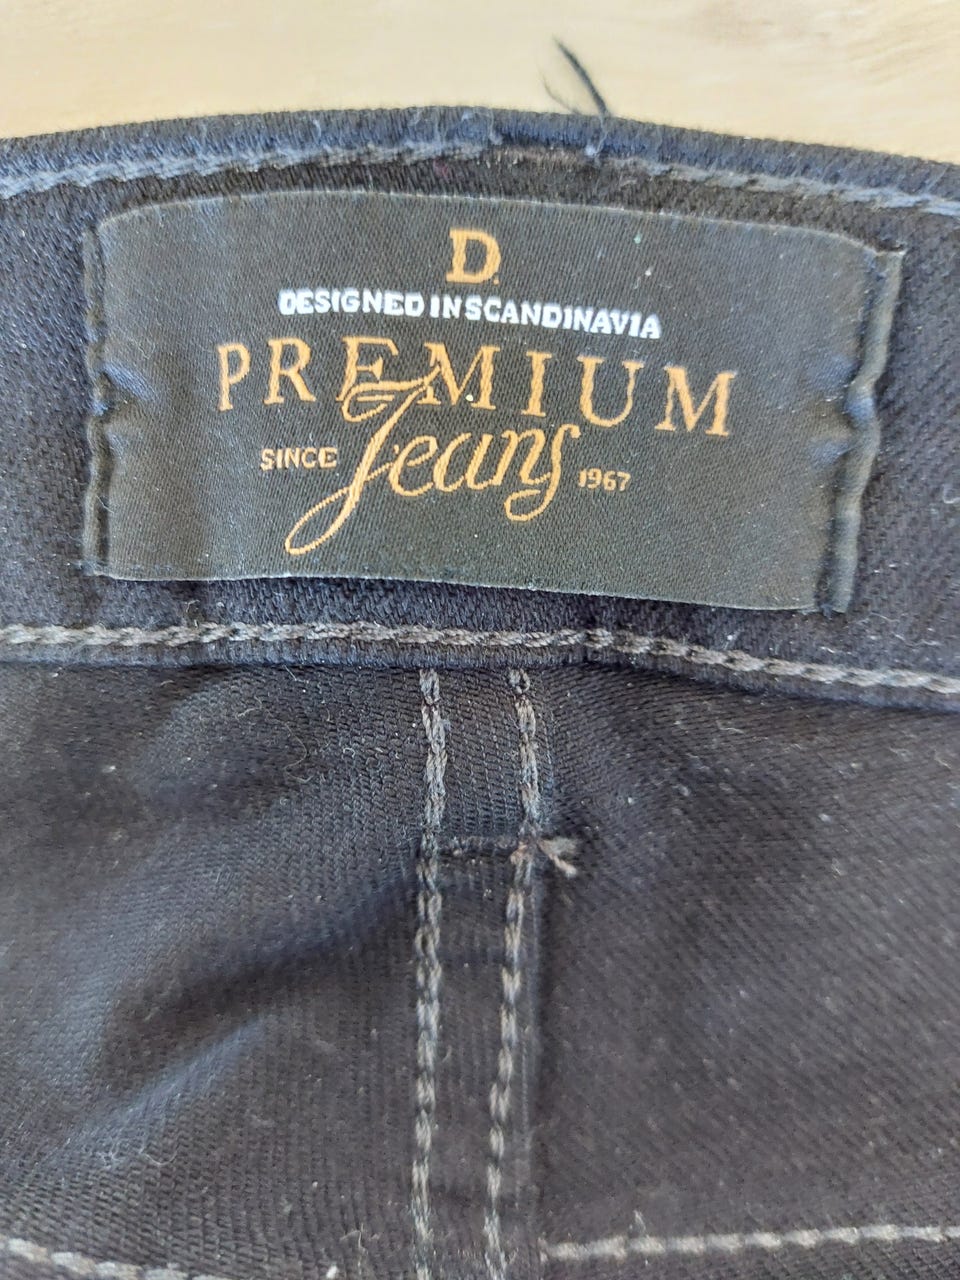 D.
DESIGNED IN SCANDINAVIA
PREMIUM
Jeans
SINCE 1967